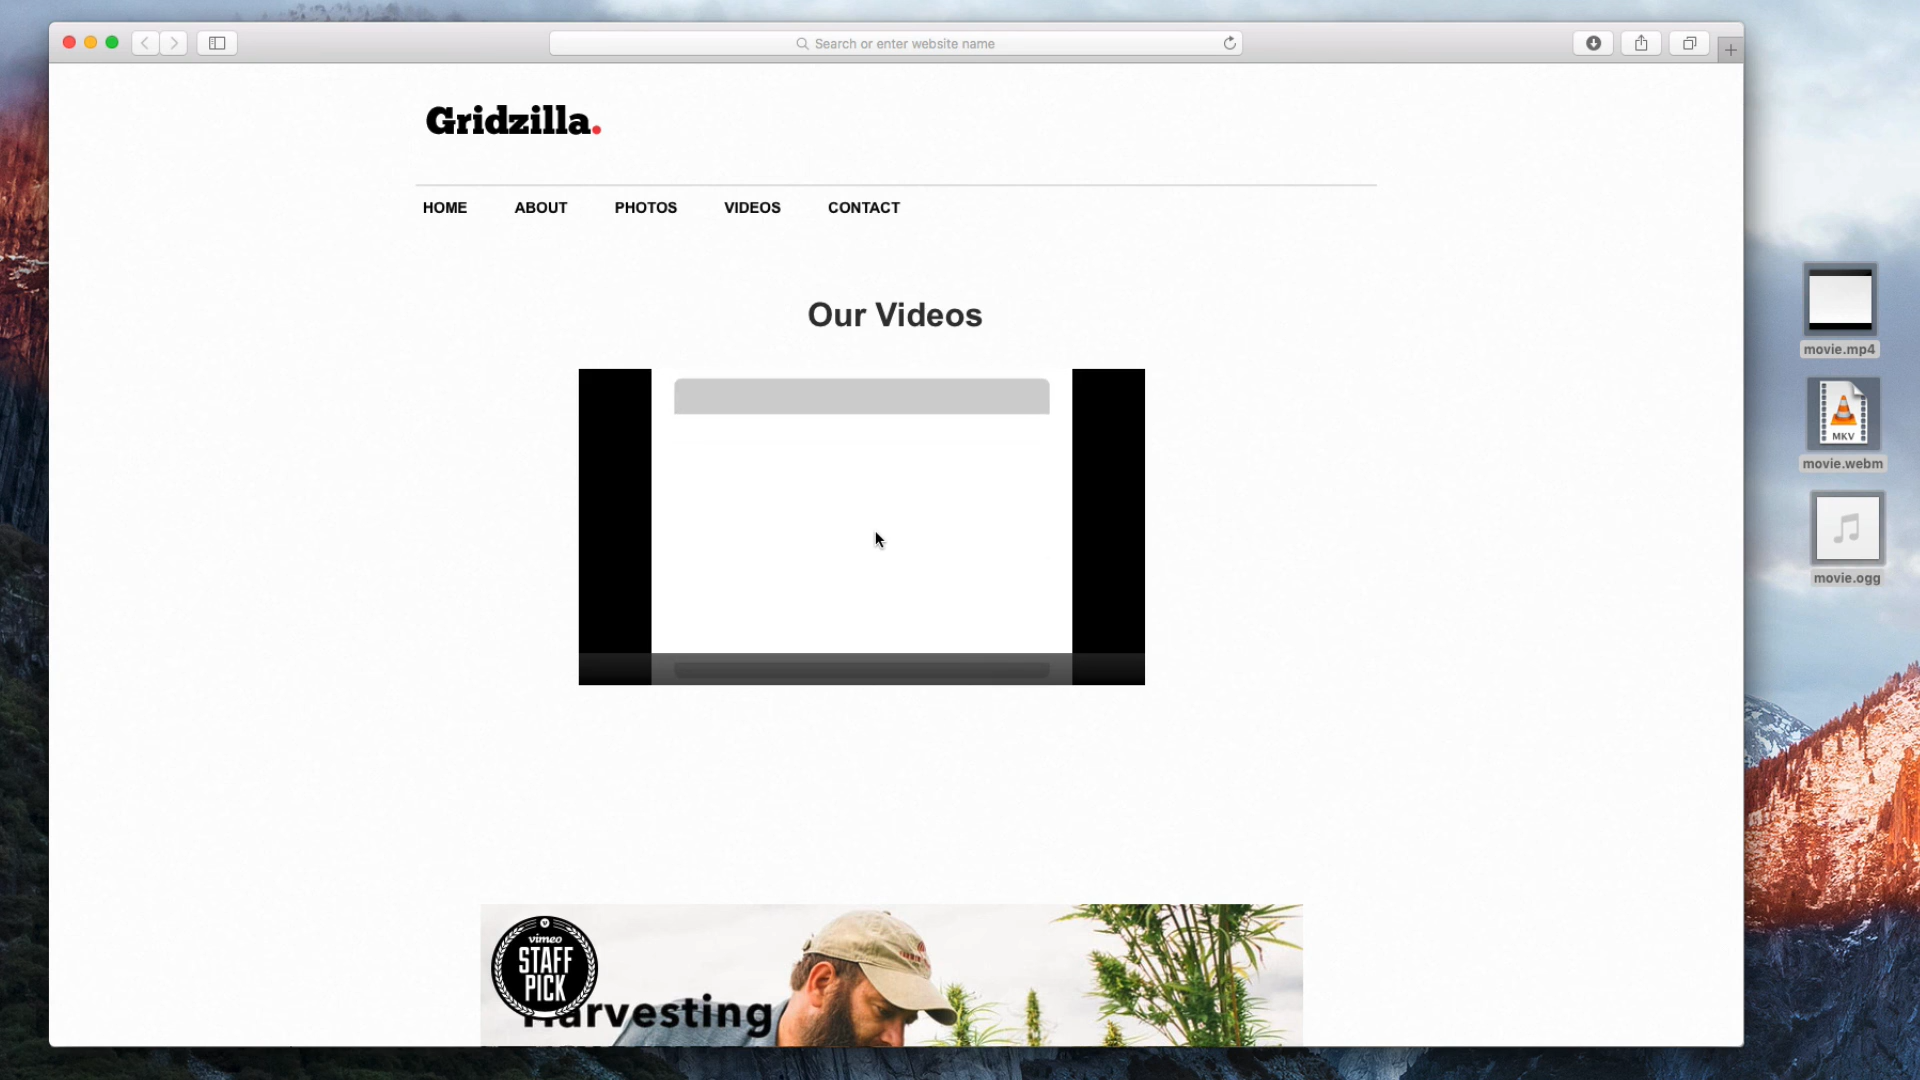 Search or enter website name
Gridzilla.
HOME ABOUT PHOTOS VIDEOS CONTACT
Our Videos
movie.mp4
MKV
movie.webm
movie.ogg
vimeo
STAFF
PICK
Harvesting